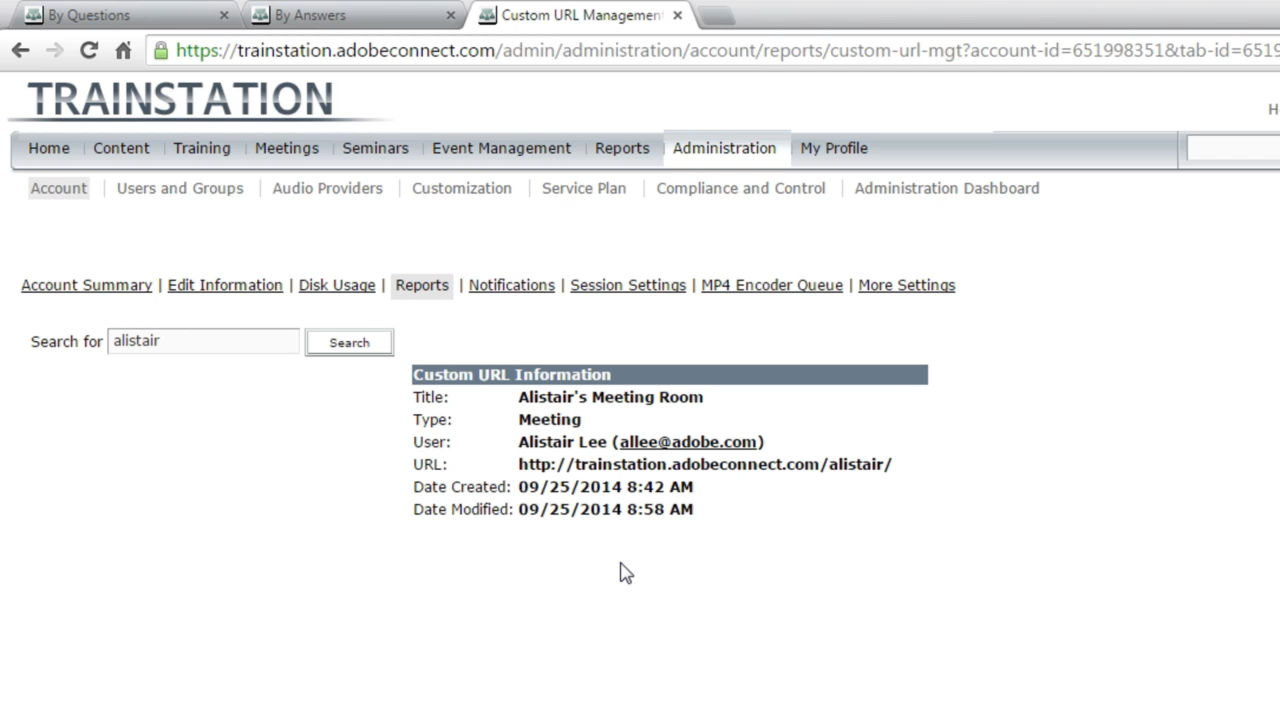 By Questions
By Answers
Custom URL Managemen
https://trainstation.adobeconnect.com/admin/administration/account/reports/custom-url-mgt?account-id=651998351&tab-id=6519
TRAINSTATION
Home Content Training Meetings Seminars Event Management Reports Administration My Profile
Account Users and Groups Audio Providers Customization Service Plan Compliance and Control Administration Dashboard
Account Summary | Edit Information | Disk Usage | Reports | Notifications | Session Settings | MP4 Encoder Queue | More Settings
Search for alistair Search
Custom URL Information
Title: Alistair's Meeting Room
Type: Meeting
User: Alistair Lee (allee@adobe.com)
URL: http://trainstation.adobeconnect.com/alistair/
Date Created: 09/25/2014 8:42 AM
Date Modified: 09/25/2014 8:58 AM